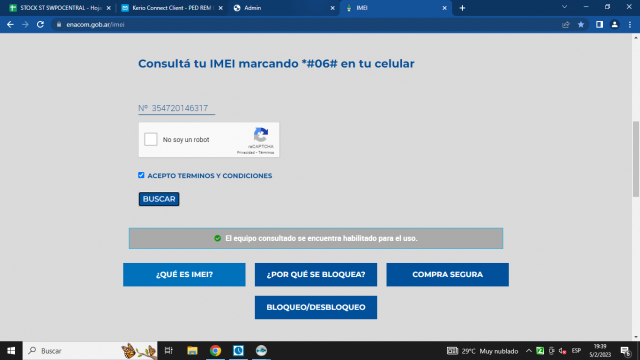 STOCK ST SWPOCENTRAL - Hoja
Kerio Connect Client - PED REM
Admin
IMEI
enacom.gob.ar/imei
Consultá tu IMEI marcando *#06# en tu celular
Nº 354720146317
No soy un robot
reCAPTCHA
Privacidad - Términos
ACEPTO TERMINOS Y CONDICIONES
BUSCAR
El equipo consultado se encuentra habilitado para el uso.
¿QUÉ ES IMEI?
¿POR QUÉ SE BLOQUEA?
COMPRA SEGURA
BLOQUEO/DESBLOQUEO
Buscar
29°C Muy nublado
ESP
19:39
5/2/2023